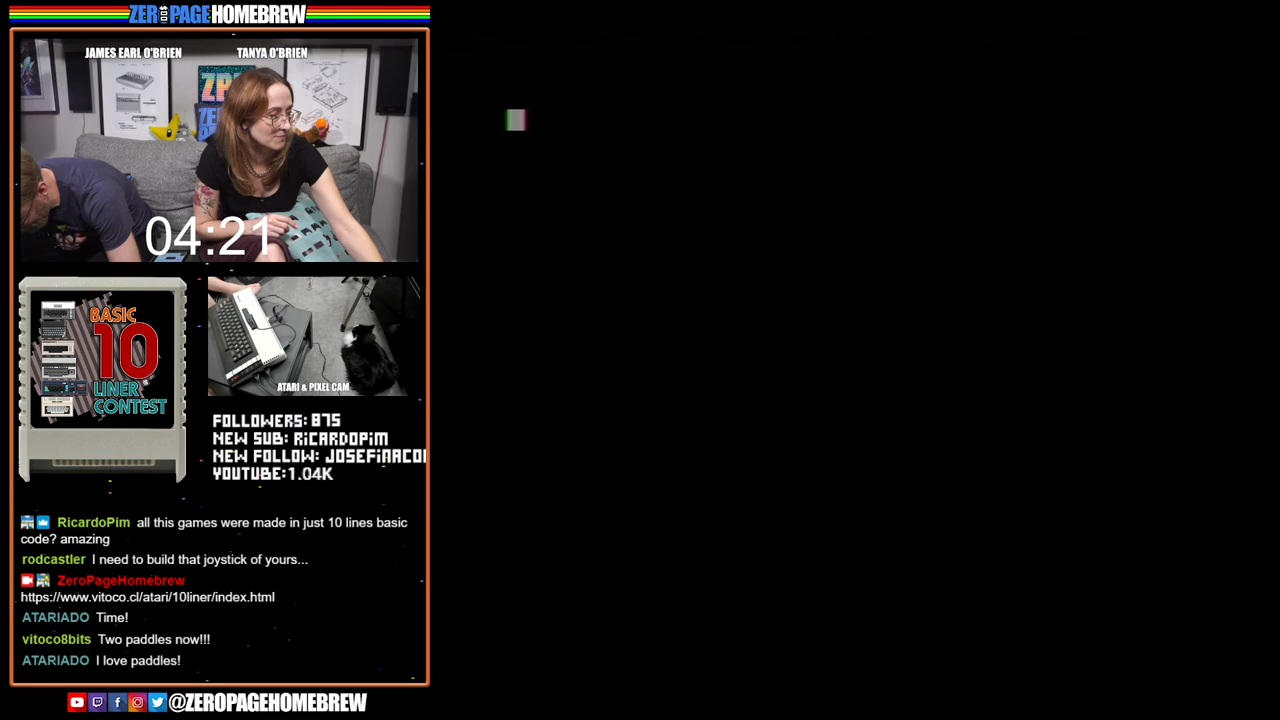 ZEROPAGE HOMEBREW
JAMES EARL O'BRIEN
TANYA O'BRIEN
04:21
BASIC
10
LINER
CONTEST
ATARI & PIXEL CAM
FOLLOWERS: 875
NEW SUB: RICARDOPIM
NEW FOLLOW: JOSEFINACO
YOUTUBE:1.04K
RicardoPim all this games were made in just 10 lines basic
code? amazing
rodcastler I need to build that joystick of yours...
ZeroPageHomebrew
https://www.vitoco.cl/atari/10liner/index.html
ATARIADO Time!
vitoco8bits Two paddles now!!!
ATARIADO I love paddles!
@ZEROPAGEHOMEBREW